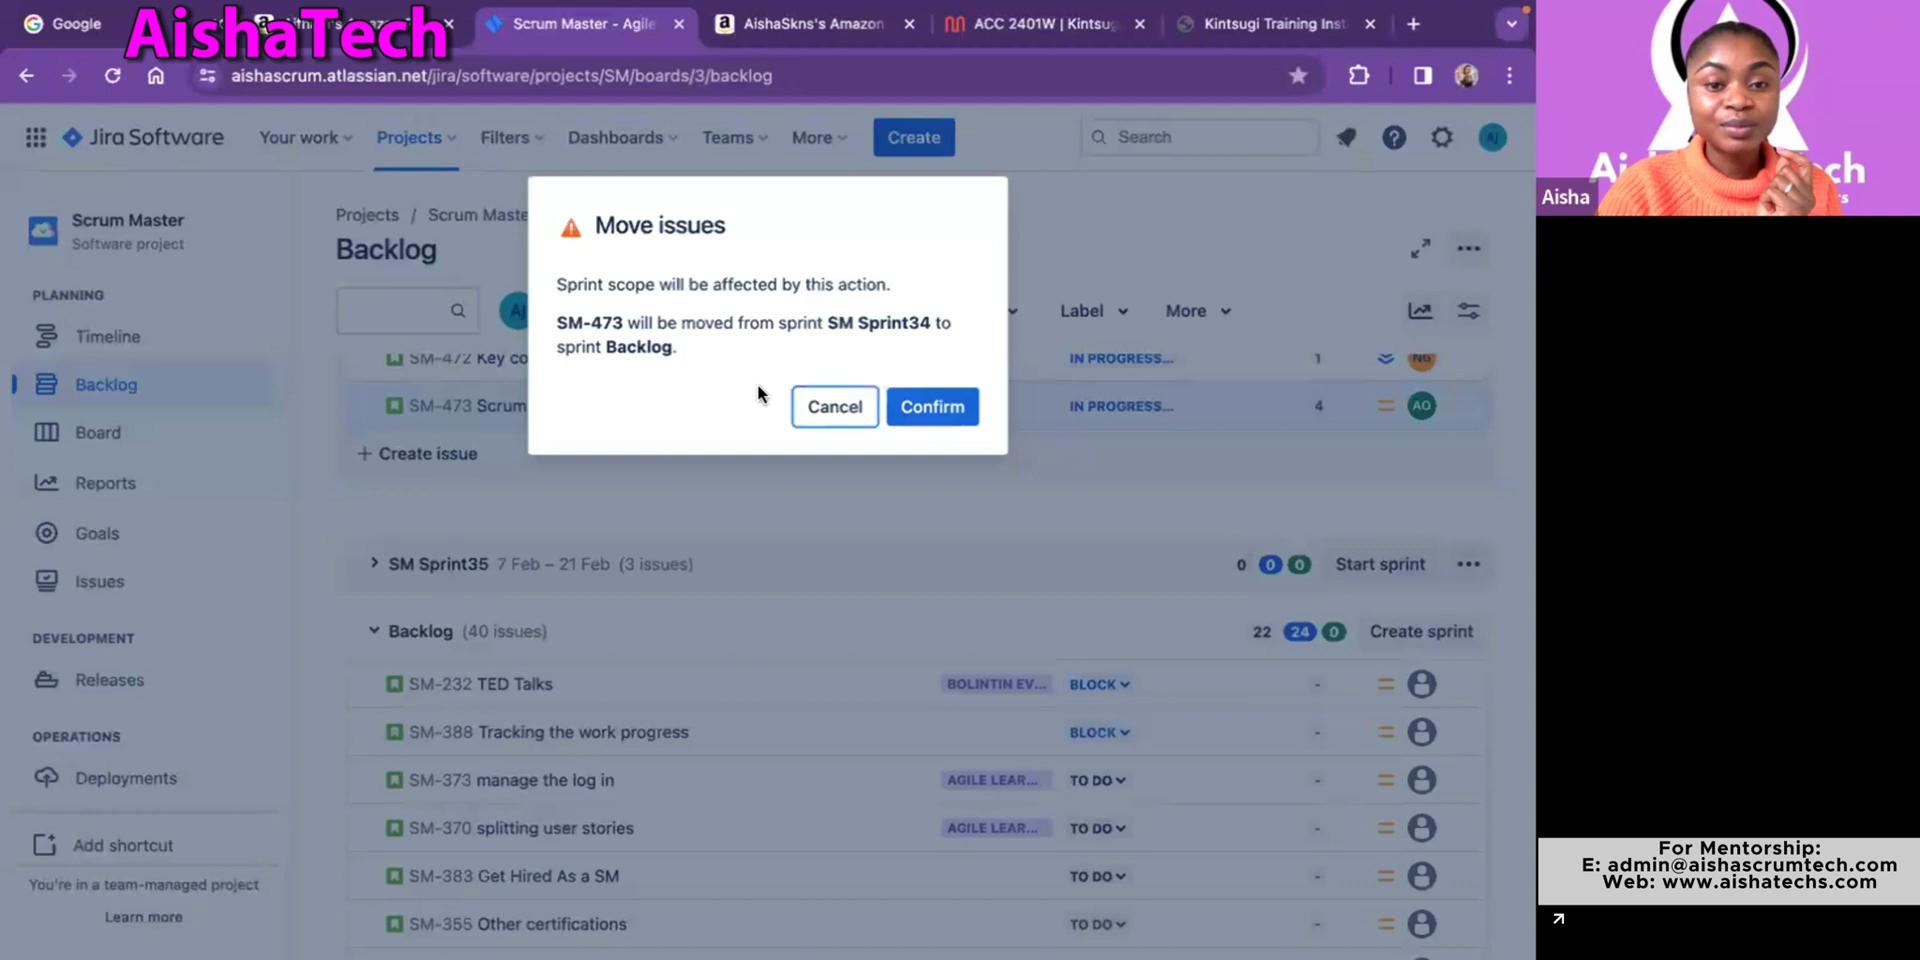 Google
AishaTech
Scrum Master - Agile
AishaSkns's Amazon
ACC 2401W | Kintsug
Kintsugi Training Inst
aishascrum.atlassian.net/jira/software/projects/SM/boards/3/backlog
Jira Software
Your work
Projects
Filters
Dashboards
Teams
More
Create
Search
AJ
Scrum Master
Software project
PLANNING
Timeline
Backlog
Board
Reports
Goals
Issues
DEVELOPMENT
Releases
OPERATIONS
Deployments
Add shortcut
You're in a team-managed project
Learn more
Projects / Scrum Maste
Backlog
AJ
Label
More
Move issues
Sprint scope will be affected by this action.
SM-473 will be moved from sprint SM Sprint34 to
sprint Backlog.
Cancel
Confirm
SM-472 Key co
IN PROGRESS...
1
NG
SM-473 Scrum
IN PROGRESS...
4
AO
+ Create issue
SM Sprint35 7 Feb – 21 Feb (3 issues)
0 0 0
Start sprint
Backlog (40 issues)
22 24 0
Create sprint
SM-232 TED Talks
BOLINTIN EV...
BLOCK
-
SM-388 Tracking the work progress
BLOCK
-
SM-373 manage the log in
AGILE LEAR...
TO DO
-
SM-370 splitting user stories
AGILE LEAR...
TO DO
-
SM-383 Get Hired As a SM
TO DO
-
SM-355 Other certifications
TO DO
-
Ai
ch
s
Aisha
For Mentorship:
E: admin@aishascrumtech.com
Web: www.aishatechs.com